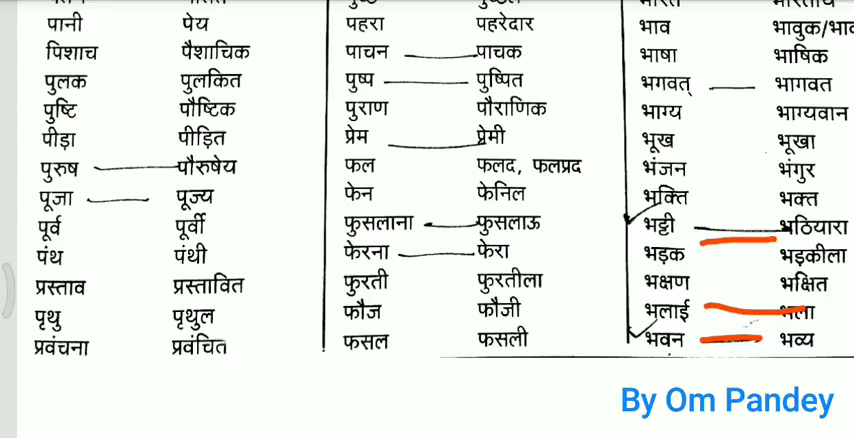 पानी पेय
पिशाच पैशाचिक
पुलक पुलकित
पुष्टि पौष्टिक
पीड़ा पीड़ित
पुरुष पौरुषेय
पूजा पूज्य
पूर्व पूर्वी
पंथ पंथी
प्रस्ताव प्रस्तावित
पृथु पृथुल
प्रवंचना प्रवंचित
पहरा पहरेदार
पाचन पाचक
पुष्प पुष्पित
पुराण पौराणिक
प्रेम प्रेमी
फल फलद, फलप्रद
फेन फेनिल
फुसलाना फुसलाऊ
फेरना फेरा
फुरती फुरतीला
फौज फौजी
फसल फसली
भाव भावुक/भाव
भाषा भाषिक
भगवत् भागवत
भाग्य भाग्यवान
भूख भूखा
भंजन भंगुर
भक्ति भक्त
भट्टी भठियारा
भड़क भड़कीला
भक्षण भक्षित
भलाई भला
भवन भव्य
By Om Pandey